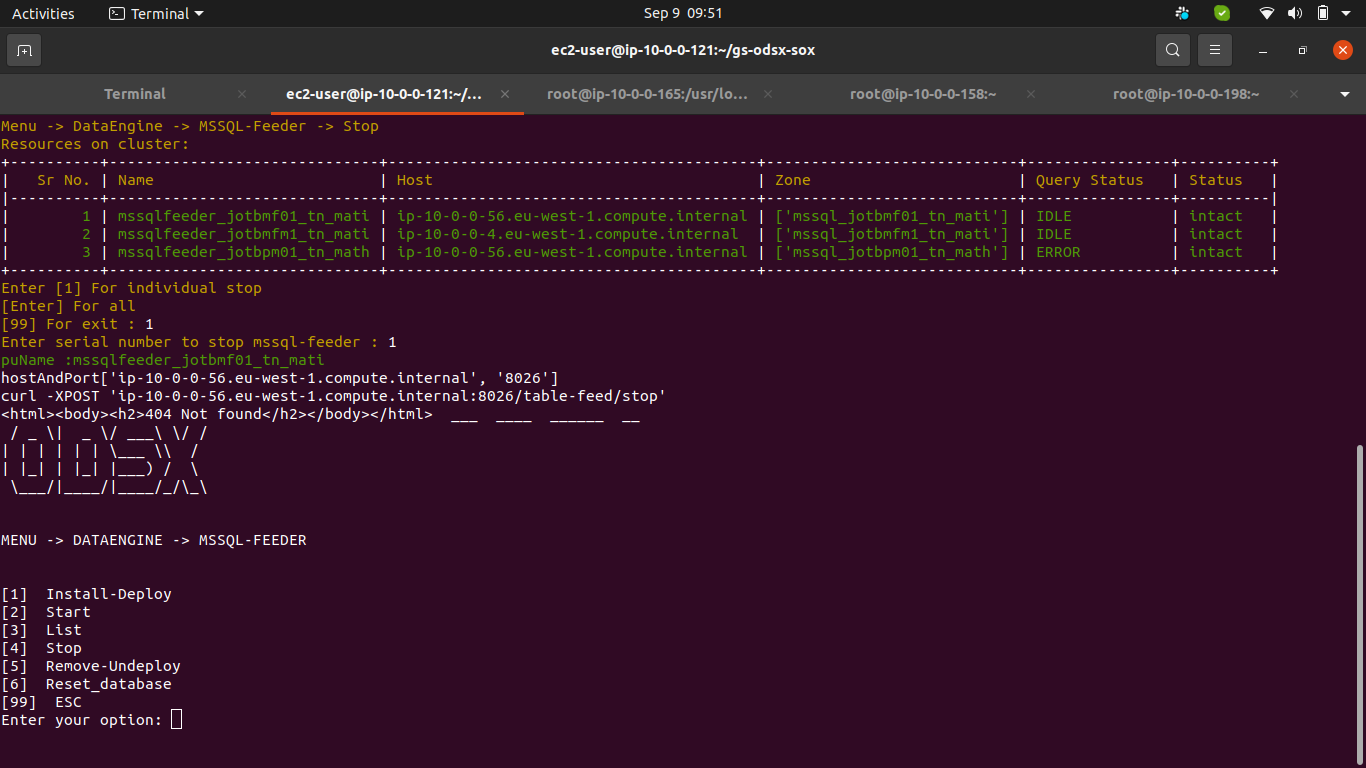 Activities Terminal Sep 9 09:51
ec2-user@ip-10-0-0-121:~/gs-odsx-sox
Terminal ec2-user@ip-10-0-0-121:~/... root@ip-10-0-0-165:/usr/lo... root@ip-10-0-0-158:~ root@ip-10-0-0-198:~
Menu -> DataEngine -> MSSQL-Feeder -> Stop
Resources on cluster:
+----------+------------------------------+-----------------------------------------+----------------------------+----------------+----------+
|   Sr No. | Name                         | Host                                    | Zone                       | Query Status   | Status   |
|----------+------------------------------+-----------------------------------------+----------------------------+----------------+----------|
|        1 | mssqlfeeder_jotbmf01_tn_mati | ip-10-0-0-56.eu-west-1.compute.internal | ['mssql_jotbmf01_tn_mati'] | IDLE           | intact   |
|        2 | mssqlfeeder_jotbmfm1_tn_mati | ip-10-0-0-4.eu-west-1.compute.internal  | ['mssql_jotbmfm1_tn_mati'] | IDLE           | intact   |
|        3 | mssqlfeeder_jotbpm01_tn_math | ip-10-0-0-56.eu-west-1.compute.internal | ['mssql_jotbpm01_tn_math'] | ERROR          | intact   |
+----------+------------------------------+-----------------------------------------+----------------------------+----------------+----------+
Enter [1] For individual stop
[Enter] For all
[99] For exit : 1
Enter serial number to stop mssql-feeder : 1
puName :mssqlfeeder_jotbmf01_tn_mati
hostAndPort['ip-10-0-0-56.eu-west-1.compute.internal', '8026']
curl -XPOST 'ip-10-0-0-56.eu-west-1.compute.internal:8026/table-feed/stop'
<html><body><h2>404 Not found</h2></body></html>  ___  ____  ______  __
 / _ \|  _ \/ ___\ \/ /
| | | | | | \___ \\  /
| |_| | |_| |___) /  \
 \___/|____/|____/_/\_\
MENU -> DATAENGINE -> MSSQL-FEEDER
[1]  Install-Deploy
[2]  Start
[3]  List
[4]  Stop
[5]  Remove-Undeploy
[6]  Reset_database
[99]  ESC
Enter your option: